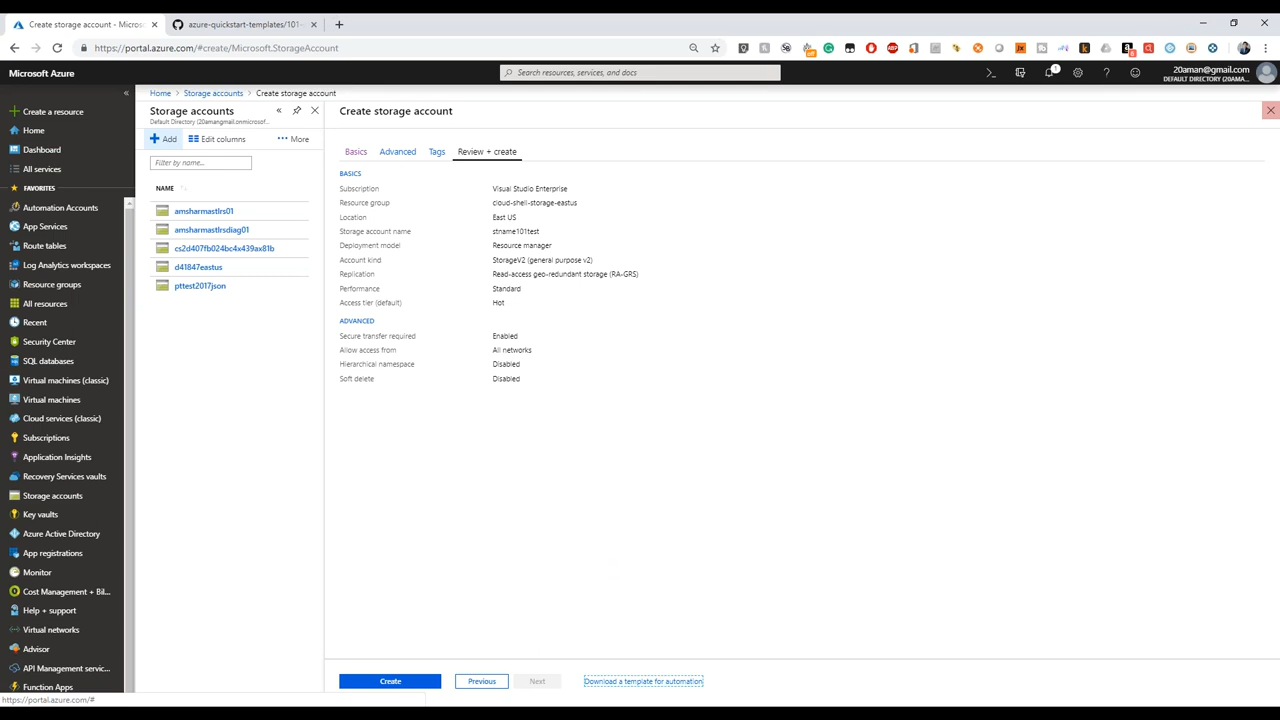 Create storage account - Microso
azure-quickstart-templates/101-
https://portal.azure.com/#create/Microsoft.StorageAccount
Microsoft Azure
Search resources, services, and docs
1
20aman@gmail.com
DEFAULT DIRECTORY (20AMAN...
Create a resource
Home
Dashboard
All services
FAVORITES
Automation Accounts
App Services
Route tables
Log Analytics workspaces
Resource groups
All resources
Recent
Security Center
SQL databases
Virtual machines (classic)
Virtual machines
Cloud services (classic)
Subscriptions
Application Insights
Recovery Services vaults
Storage accounts
Key vaults
Azure Active Directory
App registrations
Monitor
Cost Management + Bil...
Help + support
Virtual networks
Advisor
API Management servic...
Function Apps
https://portal.azure.com/#
Home > Storage accounts > Create storage account
Storage accounts
Default Directory (20amangmail.onmicrosof...
Add
Edit columns
More
Filter by name...
NAME
amsharmastlrs01
amsharmastlrsdiag01
cs2d407fb024bc4x439ax81b
d41847eastus
pttest2017json
Create storage account
Basics Advanced Tags Review + create
BASICS
Subscription Visual Studio Enterprise
Resource group cloud-shell-storage-eastus
Location East US
Storage account name stname101test
Deployment model Resource manager
Account kind StorageV2 (general purpose v2)
Replication Read-access geo-redundant storage (RA-GRS)
Performance Standard
Access tier (default) Hot
ADVANCED
Secure transfer required Enabled
Allow access from All networks
Hierarchical namespace Disabled
Soft delete Disabled
Create Previous Next Download a template for automation